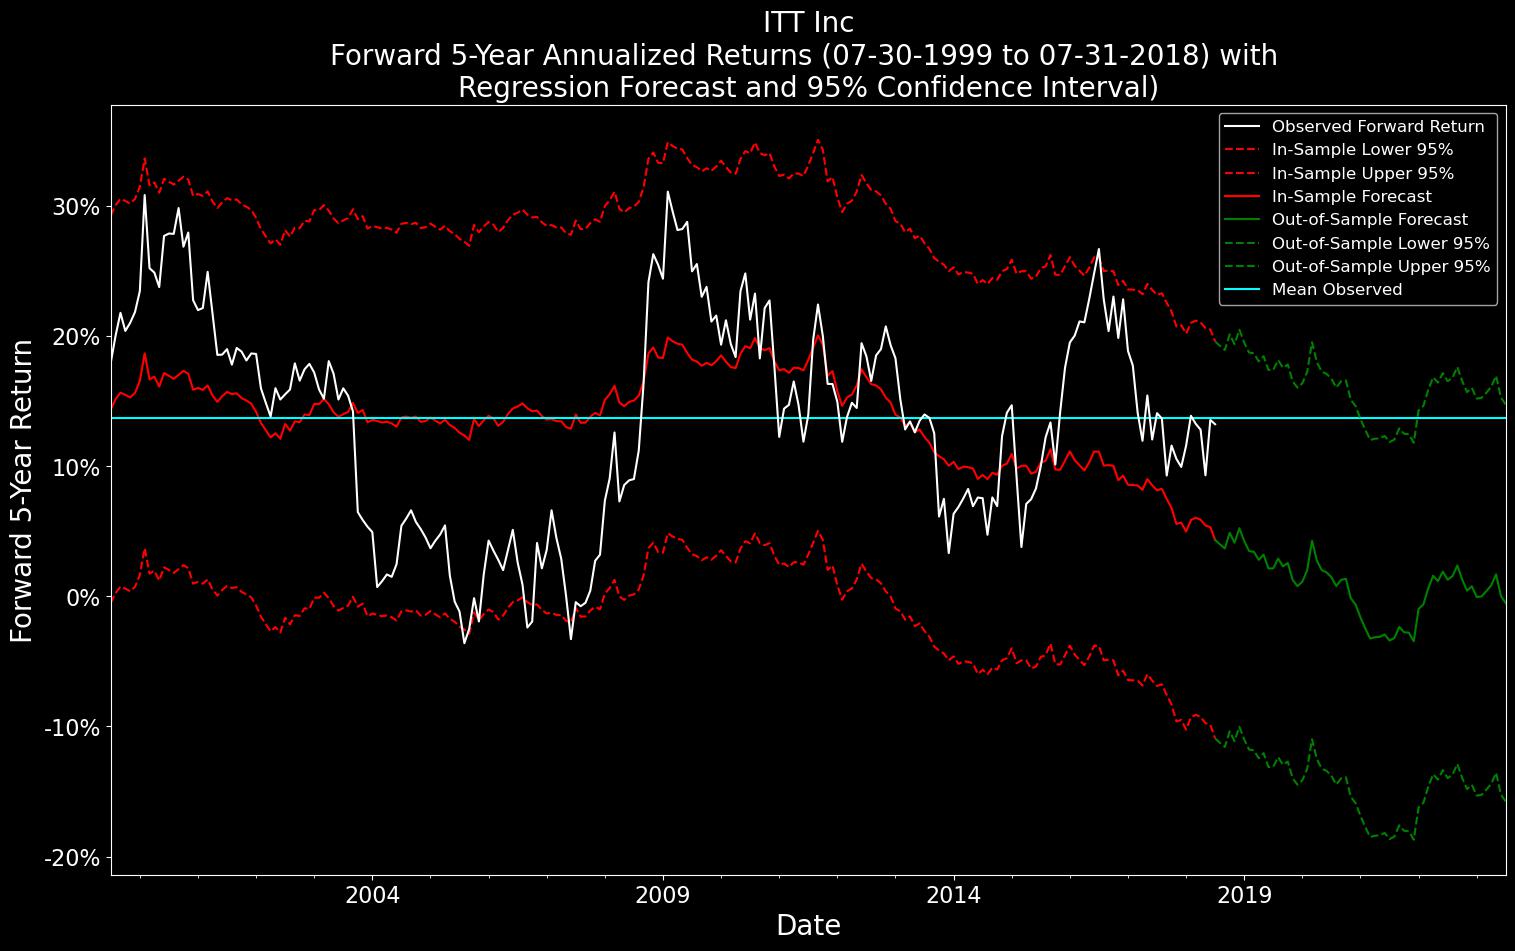 ITT Inc
Forward 5-Year Annualized Returns (07-30-1999 to 07-31-2018) with
Regression Forecast and 95% Confidence Interval)
Observed Forward Return
In-Sample Lower 95%
In-Sample Upper 95%
In-Sample Forecast
Out-of-Sample Forecast
Out-of-Sample Lower 95%
Out-of-Sample Upper 95%
Mean Observed
Forward 5-Year Return
30%
20%
10%
0%
-10%
-20%
2004
2009
2014
2019
Date